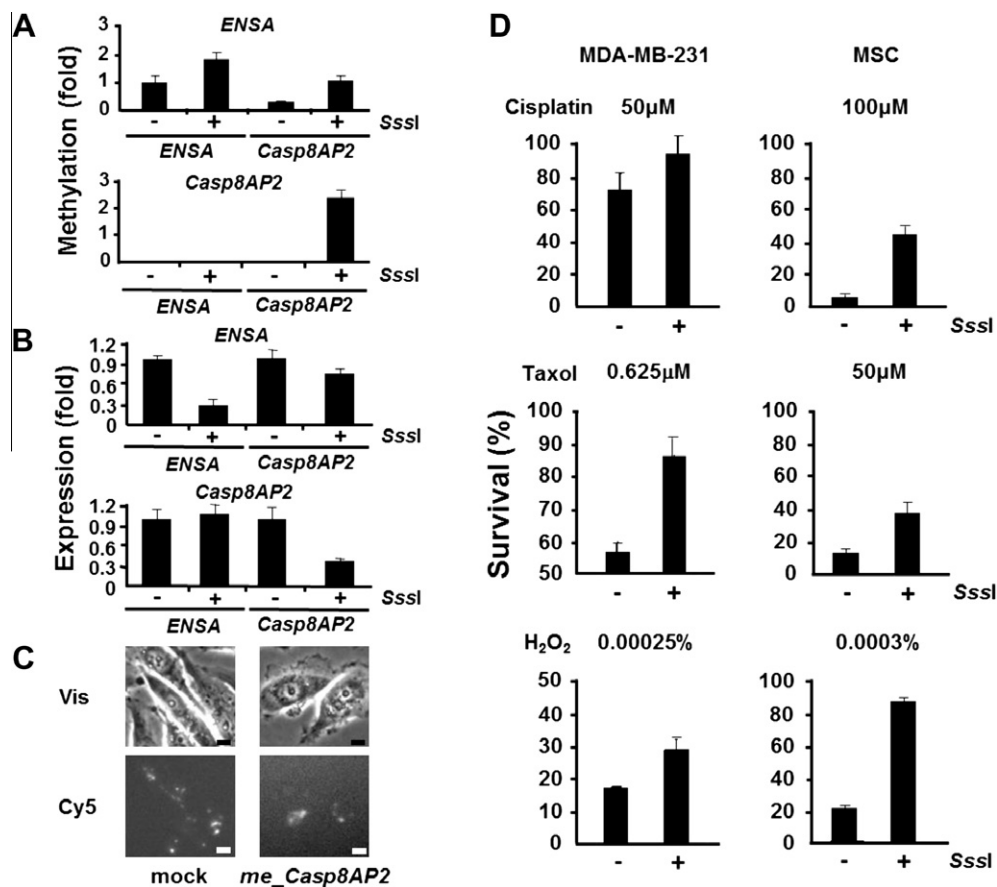 A
ENSA
Methylation (fold)
3
2
1
0
- + - + SssI
ENSA Casp8AP2
Casp8AP2
3
2
1
0
- + - + SssI
ENSA Casp8AP2
B
ENSA
Expression (fold)
1.2
0.9
0.6
0.3
- + - + SssI
ENSA Casp8AP2
Casp8AP2
1.2
0.9
0.6
0.3
0
- + - + SssI
ENSA Casp8AP2
C
Vis
Cy5
mock me_Casp8AP2
D
MDA-MB-231 MSC
Survival (%)
Cisplatin 50μM 100μM
100 100
80 80
60 60
40 40
20 20
0 0
- + - + SssI
Taxol 0.625μM 50μM
100 100
90 80
80 60
70 40
60 20
50 0
- + - + SssI
H₂O₂ 0.00025% 0.0003%
50 100
40 80
30 60
20 40
10 20
0 0
- + - + SssI